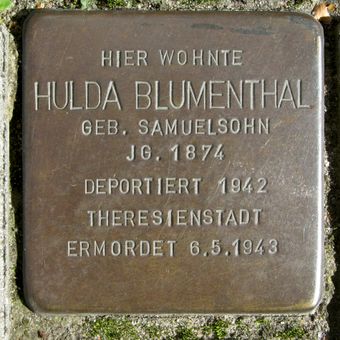 HIER WOHNTE
HULDA BLUMENTHAL
GEB. SAMUELSOHN
JG. 1874
DEPORTIERT 1942
THERESIENSTADT
ERMORDET 6.5.1943